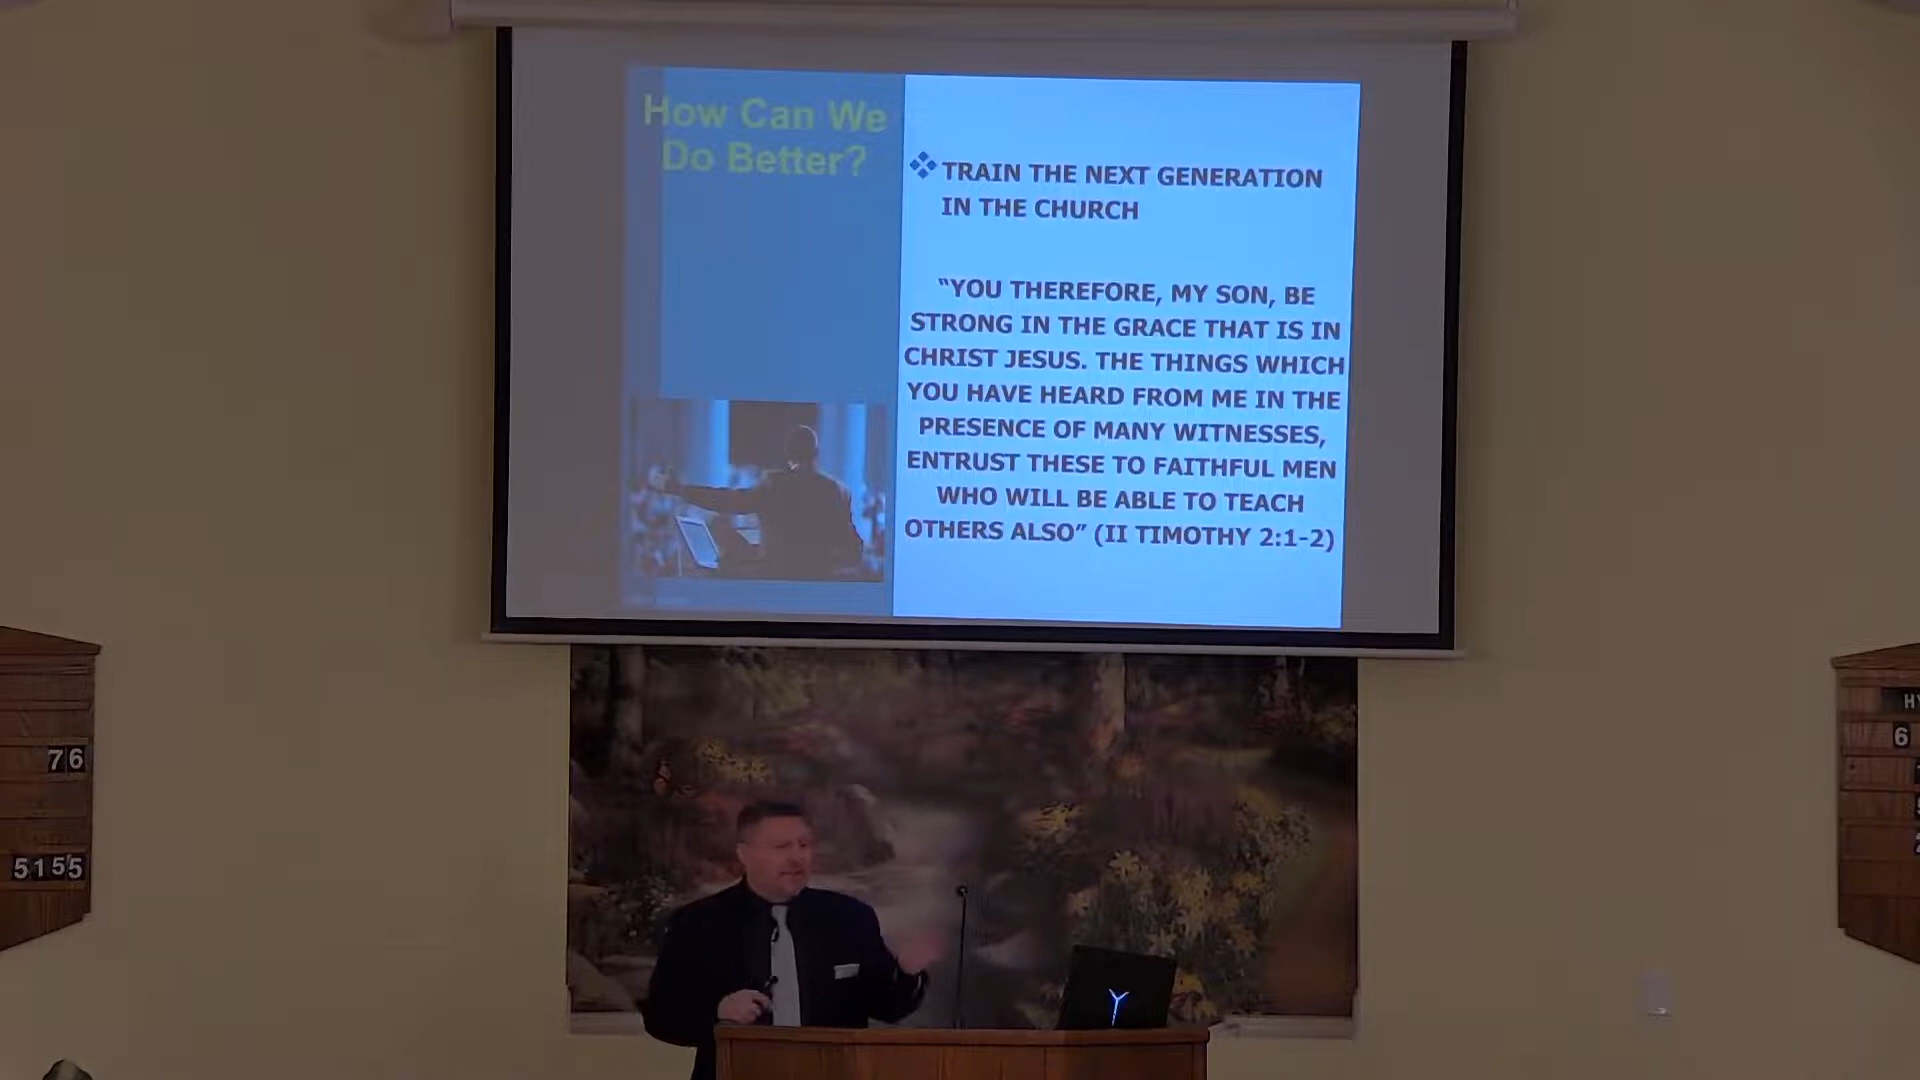 How Can We
Do Better?
TRAIN THE NEXT GENERATION
IN THE CHURCH
“YOU THEREFORE, MY SON, BE
STRONG IN THE GRACE THAT IS IN
CHRIST JESUS. THE THINGS WHICH
YOU HAVE HEARD FROM ME IN THE
PRESENCE OF MANY WITNESSES,
ENTRUST THESE TO FAITHFUL MEN
WHO WILL BE ABLE TO TEACH
OTHERS ALSO” (II TIMOTHY 2:1-2)
76
5155
6